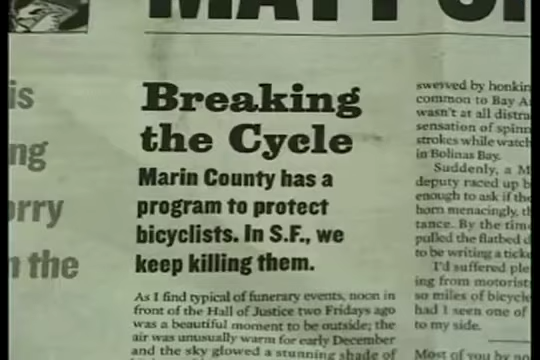 is
ng
orry
the
Breaking
the Cycle
Marin County has a
program to protect
bicyclists. In S.F., we
keep killing them.
As I find typical of funerary events, noon in
front of the Hall of Justice two Fridays ago
was a beautiful moment to be outside; the
air was unusually warm for early December
and the sky glowed a stunning shade of
swerved by honkin
common to Bay A
wasn't at all distra
sensation of spinn
strokes while watch
in Bolinas Bay.
Suddenly, a M
deputy raced up b
enough to ask if the
horn menacingly, th
tance. By the time
pulled the flatbed d
to be writing a ticke
I'd suffered ple
ing from motorist
so miles of bicycle
had I seen one of
to my side.
Most of you by no